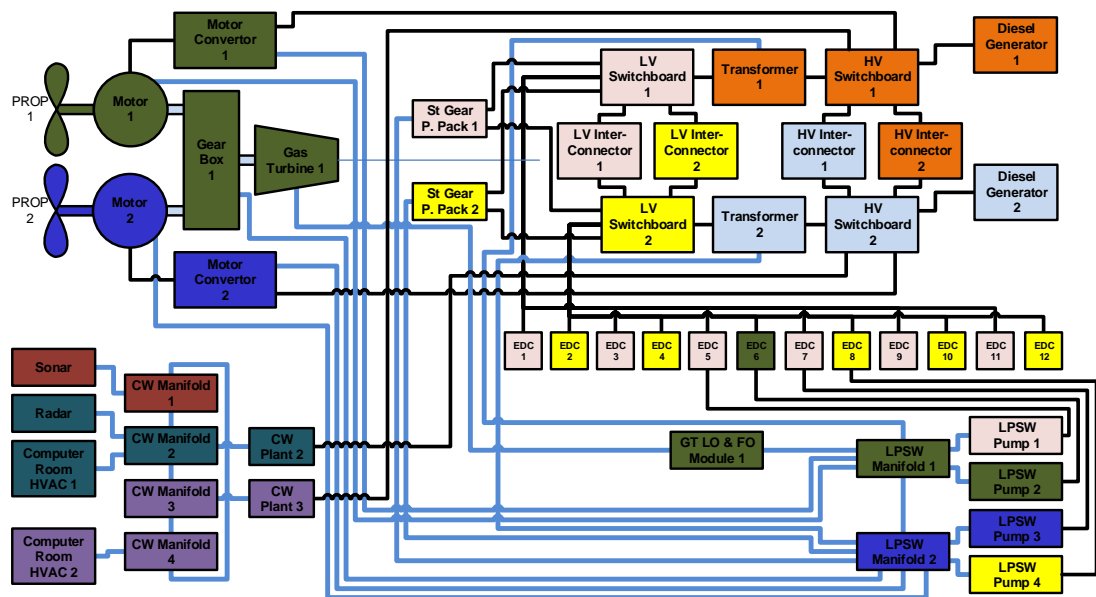 Motor
Convertor
1
PROP
1
Motor
1
Gear
Box
1
Gas
Turbine 1
PROP
2
Motor
2
Motor
Convertor
2
St Gear
P. Pack 1
St Gear
P. Pack 2
LV
Switchboard
1
Transformer
1
HV
Switchboard
1
Diesel
Generator
1
LV Inter-
Connector
1
LV Inter-
Connector
2
HV Inter-
connector
1
HV Inter-
connector
2
LV
Switchboard
2
Transformer
2
HV
Switchboard
2
Diesel
Generator
2
EDC
1
EDC
2
EDC
3
EDC
4
EDC
5
EDC
6
EDC
7
EDC
8
EDC
9
EDC
10
EDC
11
EDC
12
Sonar
CW Manifold
1
Radar
CW Manifold
2
CW
Plant 2
Computer
Room
HVAC 1
CW Manifold
3
CW
Plant 3
Computer
Room
HVAC 2
CW Manifold
4
GT LO & FO
Module 1
LPSW
Manifold 1
LPSW
Pump 1
LPSW
Pump 2
LPSW
Manifold 2
LPSW
Pump 3
LPSW
Pump 4